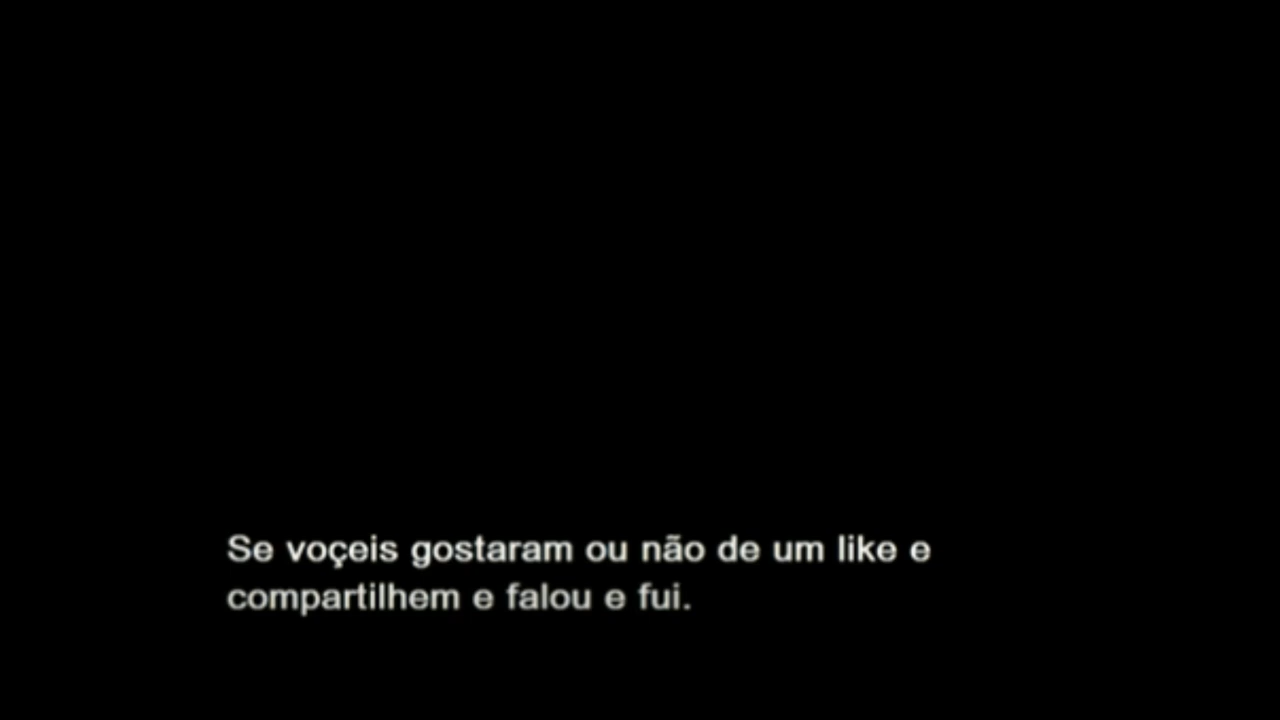 Se voçeis gostaram ou não de um like e
compartilhem e falou e fui.